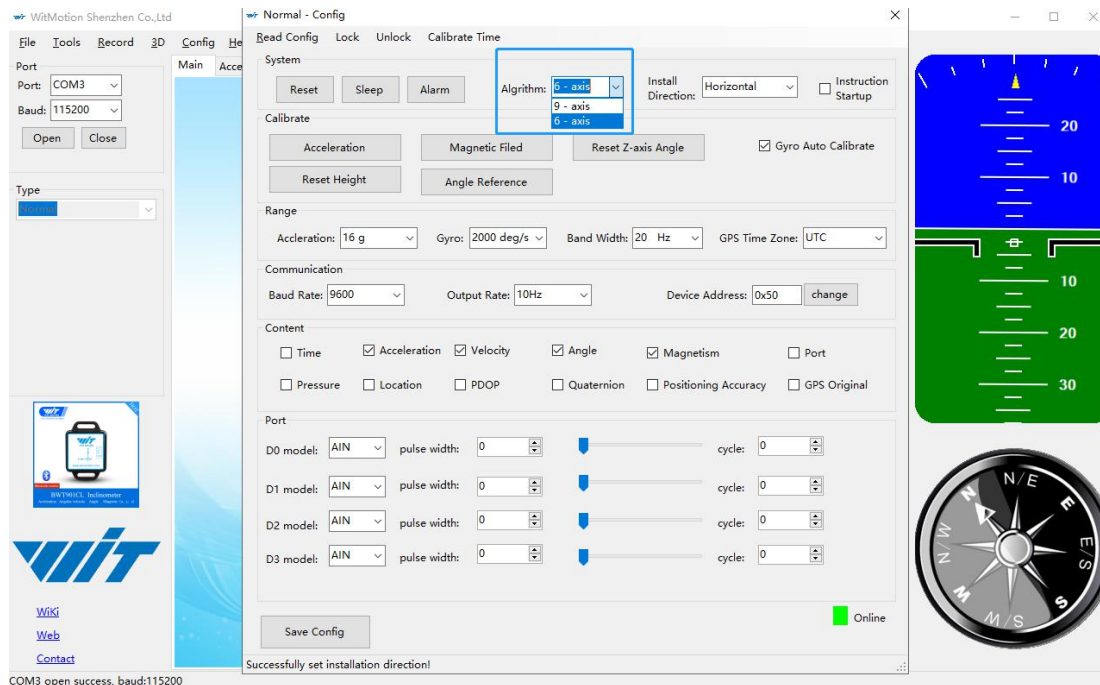 WitMotion Shenzhen Co.,Ltd
File Tools Record 3D Config He
Port
Port: COM3
Baud: 115200
Open Close
Type
Normal
WiT
BWT901CL Inclinometer
WiT
WiKi
Web
Contact
COM3 open success, baud:115200
Main Acce
Normal - Config
Read Config Lock Unlock Calibrate Time
System
Reset Sleep Alarm Algrithm: 6 - axis Install Direction: Horizontal Instruction Startup
9 - axis
6 - axis
Calibrate
Acceleration Magnetic Filed Reset Z-axis Angle Gyro Auto Calibrate
Reset Height Angle Reference
Range
Accleration: 16 g Gyro: 2000 deg/s Band Width: 20 Hz GPS Time Zone: UTC
Communication
Baud Rate: 9600 Output Rate: 10Hz Device Address: 0x50 change
Content
Time Acceleration Velocity Angle Magnetism Port
Pressure Location PDOP Quaternion Positioning Accuracy GPS Original
Port
D0 model: AIN pulse width: 0 cycle: 0
D1 model: AIN pulse width: 0 cycle: 0
D2 model: AIN pulse width: 0 cycle: 0
D3 model: AIN pulse width: 0 cycle: 0
Save Config Online
Successfully set installation direction!
20
10
10
20
30
N
N/E
E
E/S
S
S/W
W
N/W